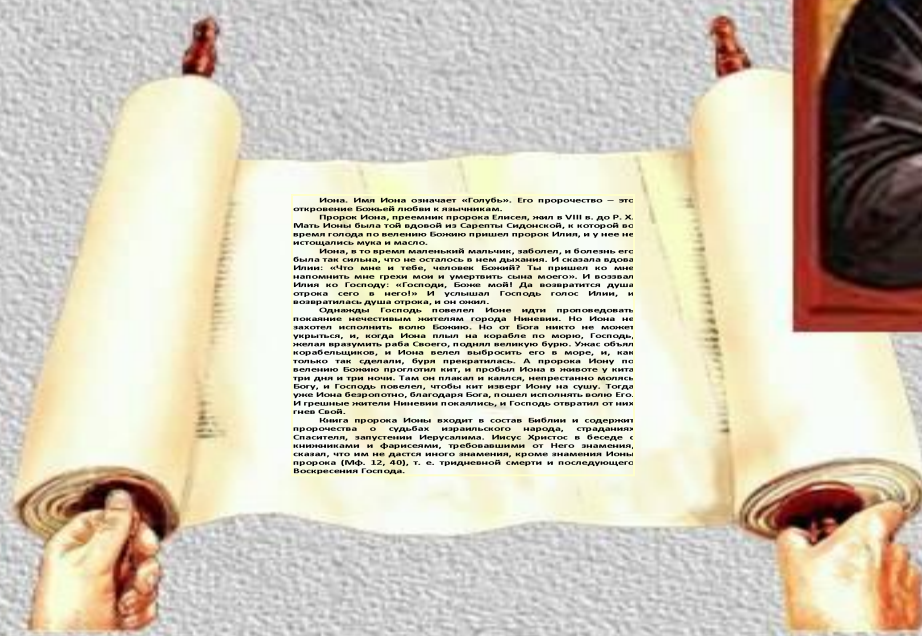 Иона. Имя Иона означает «Голубь». Его пророчество – это
откровение Божьей любви к язычникам.
Пророк Иона, преемник пророка Елисея, жил в VIII в. до Р. Х.
Мать Ионы была той вдовой из Сарепты Сидонской, к которой во
время голода по велению Божию пришел пророк Илия, и у нее не
истощались мука и масло.
Иона, в то время маленький мальчик, заболел, и болезнь его
была так сильна, что не осталось в нем дыхания. И сказала вдова
Илии: «Что мне и тебе, человек Божий? Ты пришел ко мне
напомнить мне грехи мои и умертвить сына моего». И воззвал
Илия ко Господу: «Господи, Боже мой! Да возвратится душа
отрока сего в него!» И услышал Господь голос Илии, и
возвратилась душа отрока, и он ожил.
Однажды Господь повелел Ионе идти проповедовать
покаяние нечестивым жителям города Ниневии. Но Иона не
захотел исполнить волю Божию. Но от Бога никто не может
укрыться, и, когда Иона плыл на корабле по морю, Господь,
желая вразумить раба Своего, поднял великую бурю. Ужас объял
корабельщиков, и Иона велел выбросить его в море, и, как
только так сделали, буря прекратилась. А пророка Иону по
велению Божию проглотил кит, и пробыл Иона в животе у кита
три дня и три ночи. Там он плакал и каялся, непрестанно молясь
Богу, и Господь повелел, чтобы кит изверг Иону на сушу. Тогда
уже Иона безропотно, благодаря Бога, пошел исполнять волю Его.
И грешные жители Ниневии покаялись, и Господь отвратил от них
гнев Свой.
Книга пророка Ионы входит в состав Библии и содержит
пророчества о судьбах израильского народа, страданиях
Спасителя, запустении Иерусалима. Иисус Христос в беседе с
книжниками и фарисеями, требовавшими от Него знамения,
сказал, что им не дастся иного знамения, кроме знамения Ионы
пророка (Мф. 12, 40), т. е. тридневной смерти и последующего
Воскресения Господа.